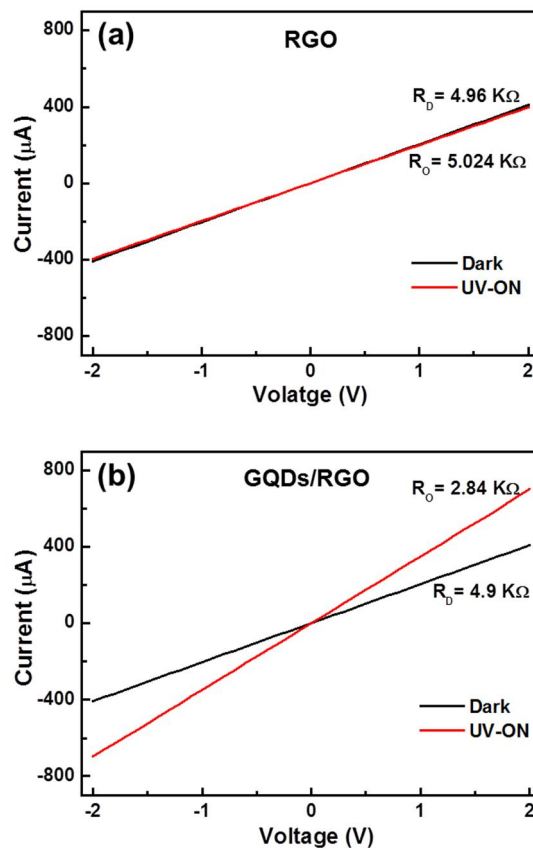 (a)
RGO
800
400
0
-400
-800
Current (μA)
R_D= 4.96 KΩ
R_O= 5.024 KΩ
Dark
UV-ON
-2
-1
0
1
2
Volatge (V)
(b)
GQDs/RGO
800
400
0
-400
-800
Current (μA)
R_O= 2.84 KΩ
R_D= 4.9 KΩ
Dark
UV-ON
-2
-1
0
1
2
Voltage (V)